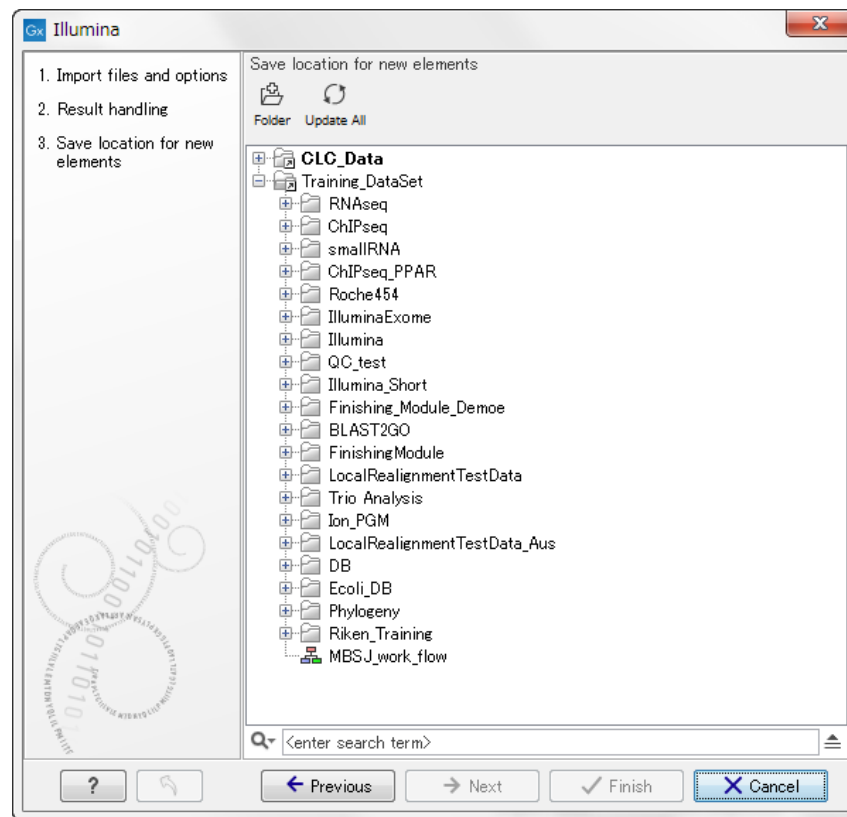 Gx Illumina
1. Import files and options
2. Result handling
3. Save location for new
elements
Save location for new elements
Folder Update All
CLC_Data
Training_DataSet
RNAseq
ChIPseq
smallRNA
ChIPseq_PPAR
Roche454
IlluminaExome
Illumina
QC_test
Illumina_Short
Finishing_Module_Demoe
BLAST2GO
FinishingModule
LocalRealignmentTestData
Trio Analysis
Ion_PGM
LocalRealignmentTestData_Aus
DB
Ecoli_DB
Phylogeny
Riken_Training
MBSJ_work_flow
<enter search term>
? Previous Next Finish Cancel